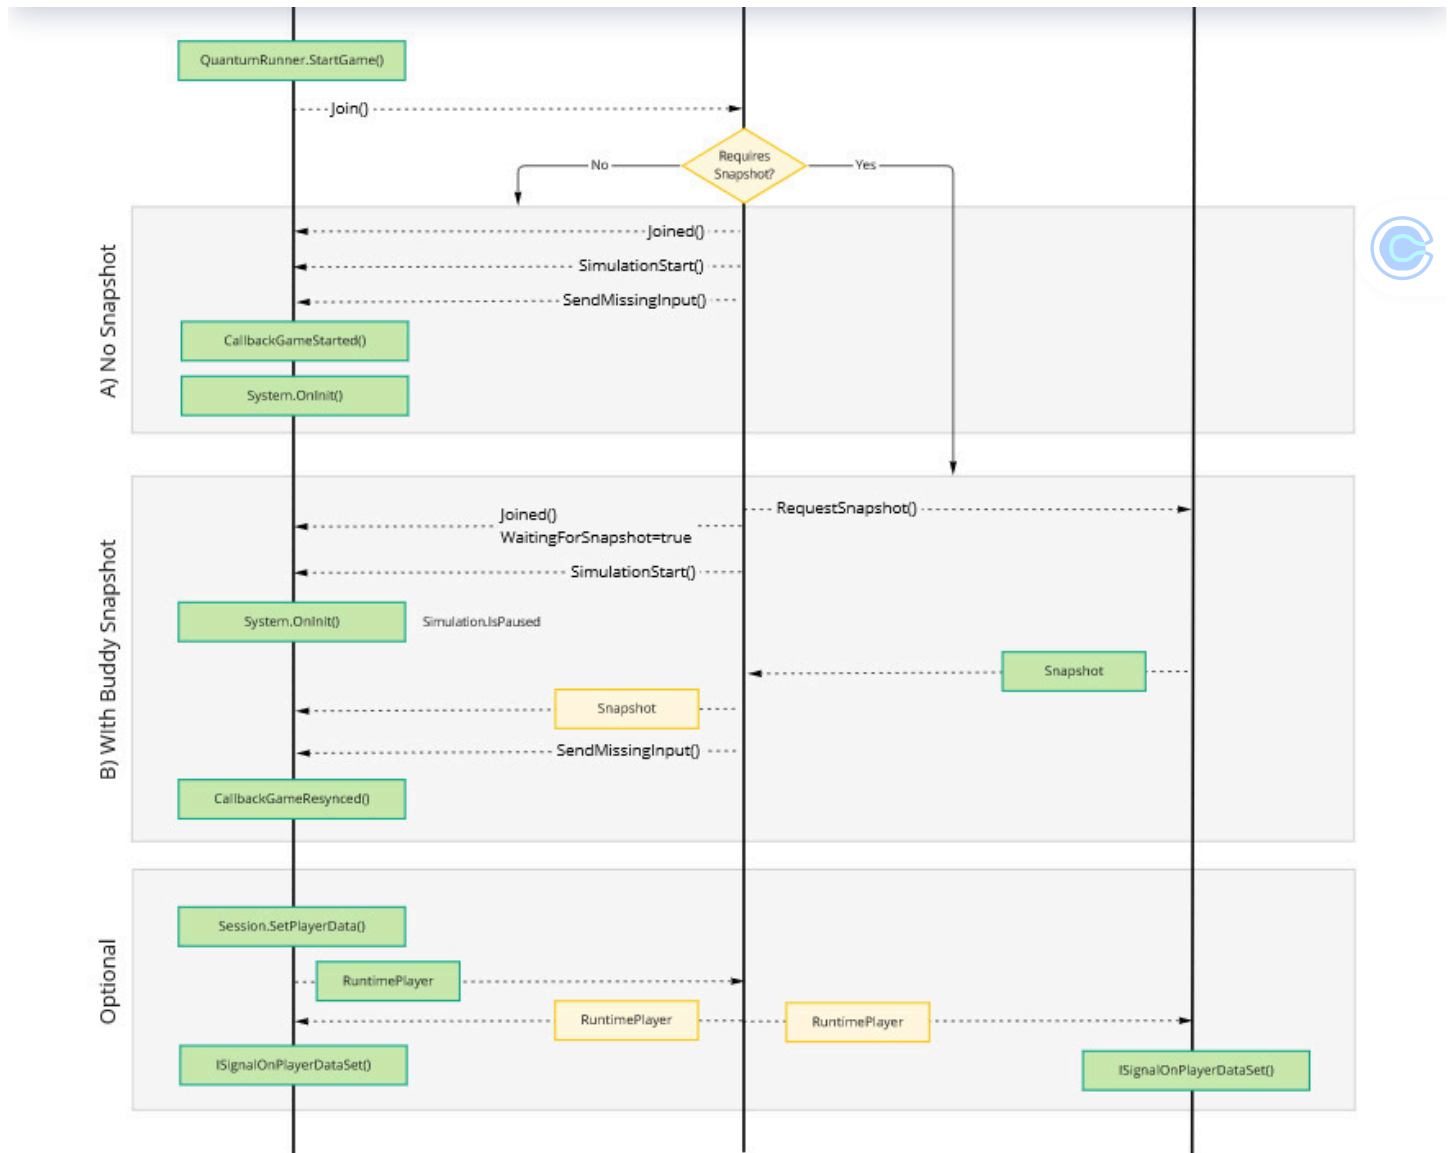 QuantumRunner.StartGame()
Join()
Requires
Snapshot?
No
Yes
A) No Snapshot
Joined()
SimulationStart()
SendMissingInput()
CallbackGameStarted()
System.OnInit()
B) WIth Buddy Snapshot
RequestSnapshot()
Joined()
WaitingForSnapshot=true
SimulationStart()
System.OnInit()
Simulation.IsPaused
Snapshot
Snapshot
SendMissingInput()
CallbackGameResynced()
Optional
Session.SetPlayerData()
RuntimePlayer
RuntimePlayer
RuntimePlayer
ISignalOnPlayerDataSet()
ISignalOnPlayerDataSet()